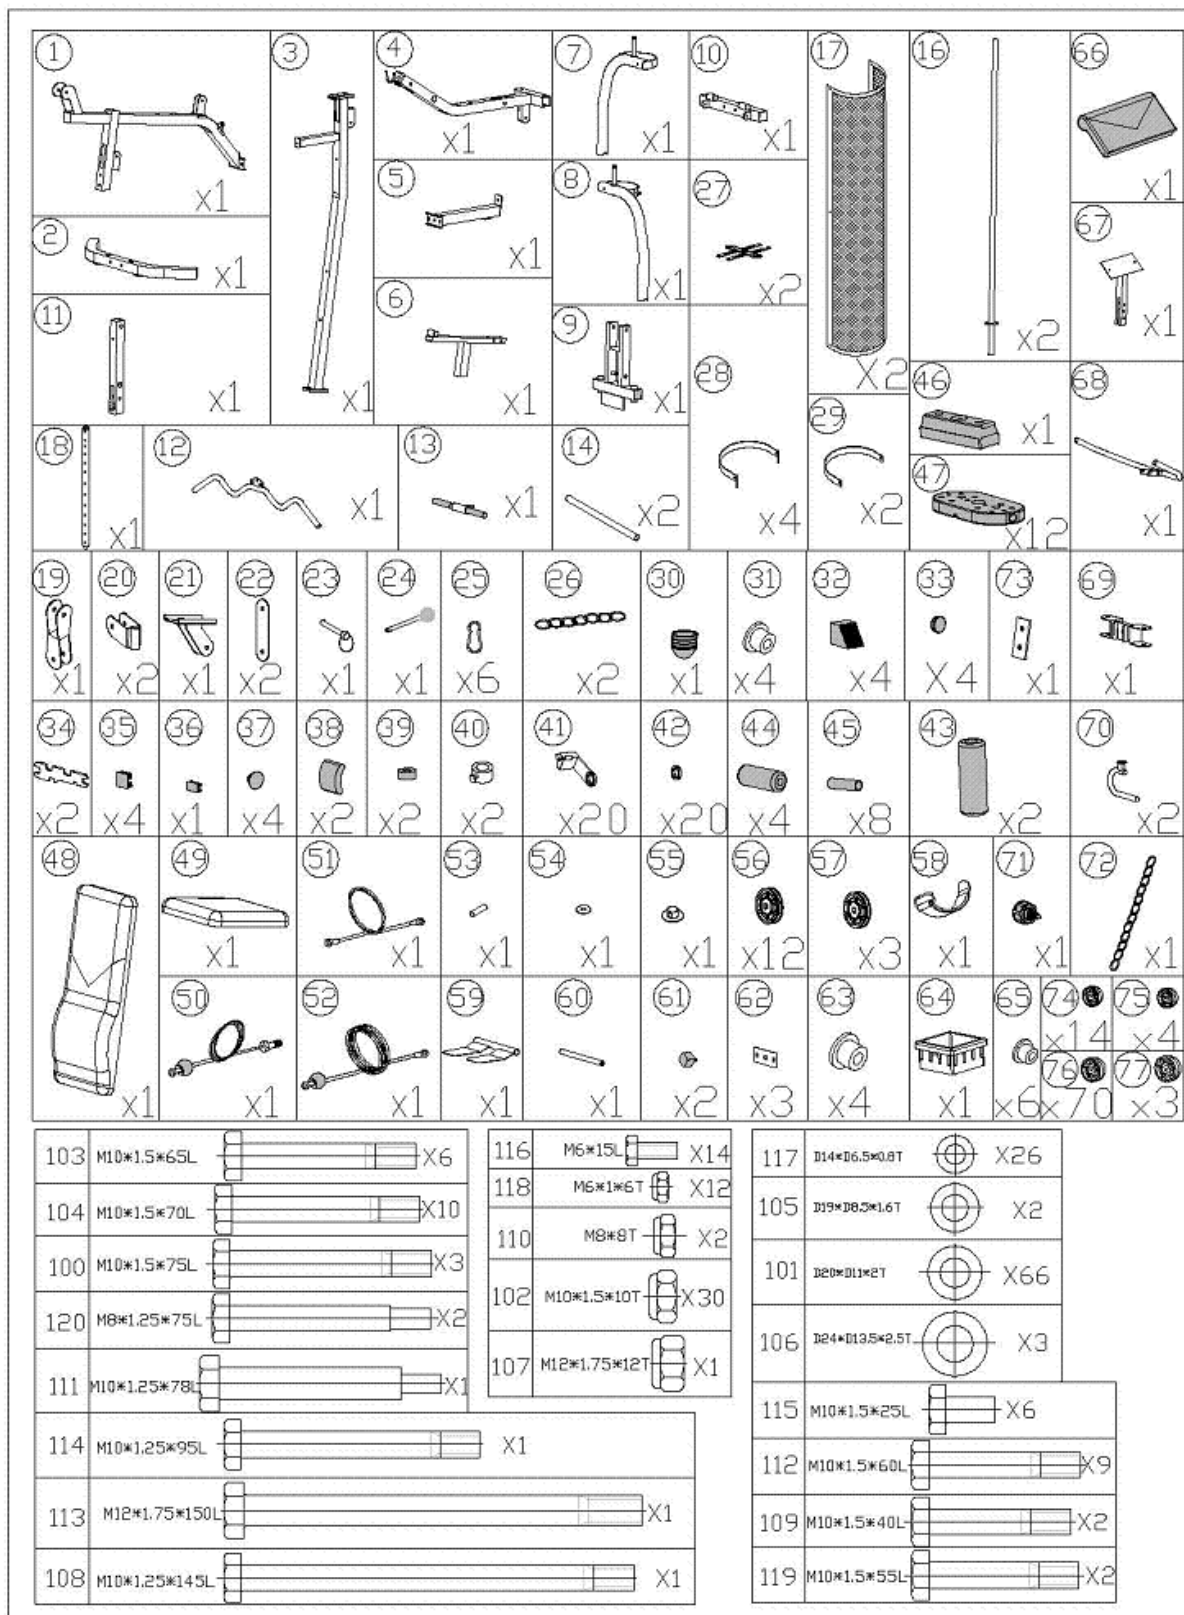 1 x1
2 x1
3 x1
4 x1
5 x1
6 x1
7 x1
8 x1
9 x1
10 x1
11 x1
27 x2
28 x4
17 X2
29 x2
16 x2
46 x1
47 x12
66 x1
67 x1
68 x1
18 x1
12 x1
13 x1
14 x2
19 x1
20 x2
21 x1
22 x2
23 x1
24 x1
25 x6
26 x2
30 x1
31 x4
32 x4
33 X4
73 x1
69 x1
34 x2
35 x4
36 x1
37 x4
38 x2
39 x2
40 x2
41 x20
42 x20
44 x4
45 x8
43 x2
70 x2
48 x1
49 x1
51 x1
53 x1
54 x1
55 x1
56 x12
57 x3
58 x1
71 x1
72 x1
50 x1
52 x1
59 x1
60 x1
61 x2
62 x3
63 x4
64 x1
65 x6
74 x14
75 x4
76 x70
77 x3
103 M10*1.5*65L X6
104 M10*1.5*70L X10
100 M10*1.5*75L X3
120 M8*1.25*75L X2
111 M10*1.25*78L X1
114 M10*1.25*95L X1
113 M12*1.75*150L X1
108 M10*1.25*145L X1
116 M6*15L X14
118 M6*1*6T X12
110 M8*8T X2
102 M10*1.5*10T X30
107 M12*1.75*12T X1
117 D14*D6.5*0.8T X26
105 D19*D8.5*1.6T X2
101 D20*D11*2T X66
106 D24*D13.5*2.5T X3
115 M10*1.5*25L X6
112 M10*1.5*60L X9
109 M10*1.5*40L X2
119 M10*1.5*55L X2